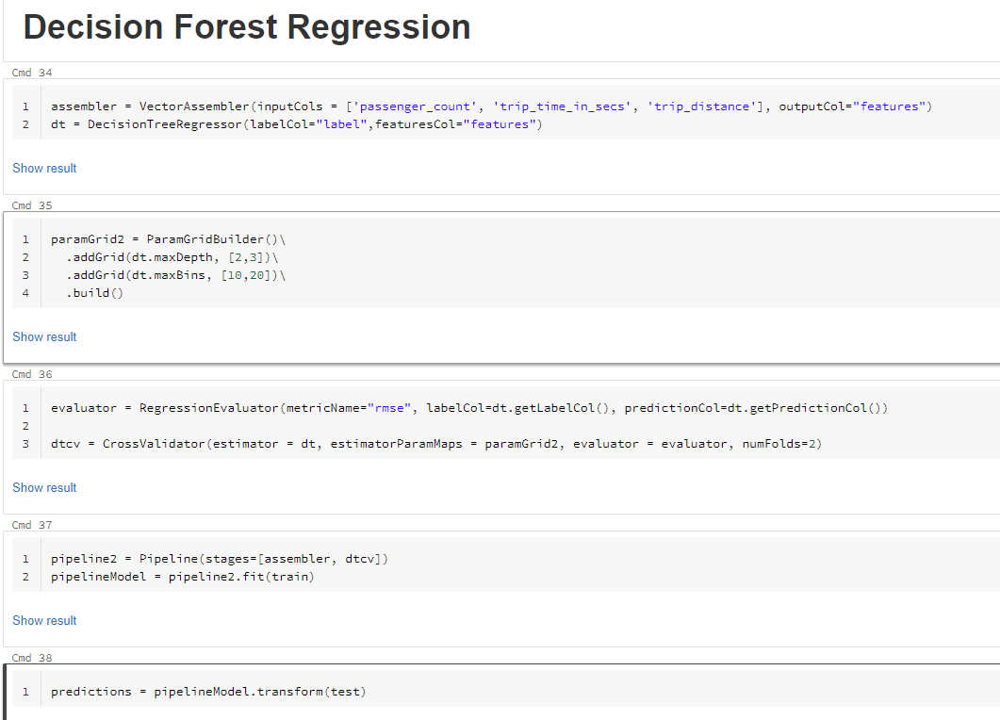 Decision Forest Regression
Cmd 34
1 assembler = VectorAssembler(inputCols = ['passenger_count', 'trip_time_in_secs', 'trip_distance'], outputCol="features")
2 dt = DecisionTreeRegressor(labelCol="label",featuresCol="features")
Show result
Cmd 35
1 paramGrid2 = ParamGridBuilder()\
2 .addGrid(dt.maxDepth, [2,3])\
3 .addGrid(dt.maxBins, [10,20])\
4 .build()
Show result
Cmd 36
1 evaluator = RegressionEvaluator(metricName="rmse", labelCol=dt.getLabelCol(), predictionCol=dt.getPredictionCol())
2
3 dtcv = CrossValidator(estimator = dt, estimatorParamMaps = paramGrid2, evaluator = evaluator, numFolds=2)
Show result
Cmd 37
1 pipeline2 = Pipeline(stages=[assembler, dtcv])
2 pipelineModel = pipeline2.fit(train)
Show result
Cmd 38
1 predictions = pipelineModel.transform(test)